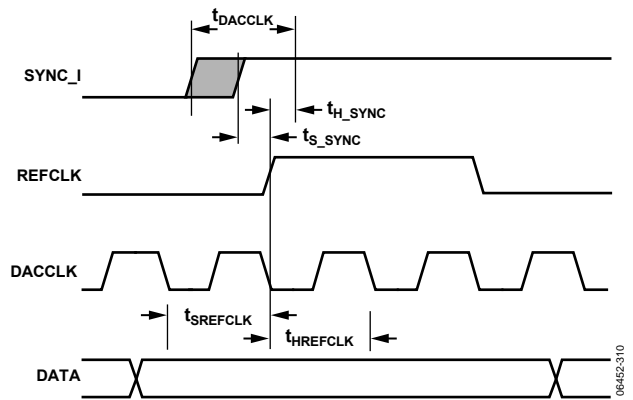 tDACCLK
SYNC_I
tH_SYNC
tS_SYNC
REFCLK
DACCLK
tSREFCLK
tHREFCLK
DATA
06452-310